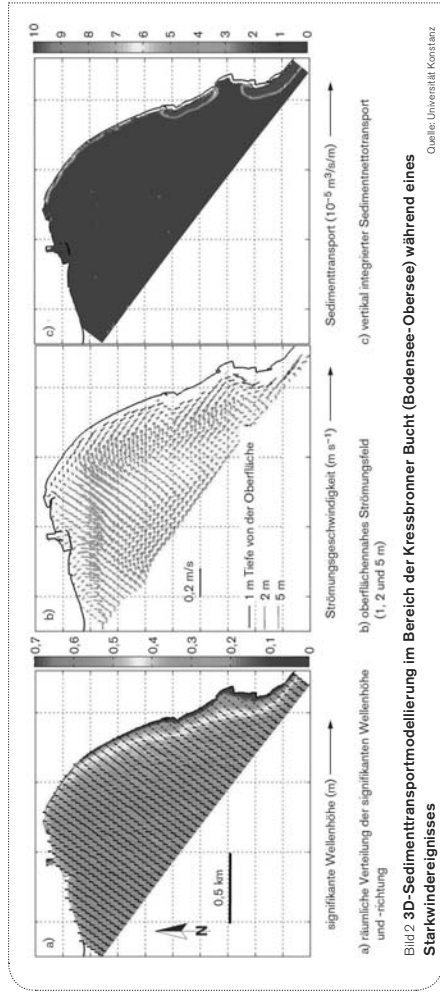 a)
N
0,5 km
0,7
0,6
0,5
0,4
0,3
0,2
0,1
0
signifikante Wellenhöhe (m)
a) räumliche Verteilung der signifikanten Wellenhöhe
und -richtung
b)
0,2 m/s
1 m Tiefe von der Oberfläche
2 m
5 m
Strömungsgeschwindigkeit (m s⁻¹)
b) oberflächennahes Strömungsfeld
(1, 2 und 5 m)
c)
10
9
8
7
6
5
4
3
2
1
0
Sedimenttransport (10⁻⁵ m³/s/m)
c) vertikal integrierter Sedimentnettotransport
Bild 2 3D-Sedimenttransportmodellierung im Bereich der Kressbronner Bucht (Bodensee-Obersee) während eines
Starkwindereignisses
Quelle: Universität Konstanz